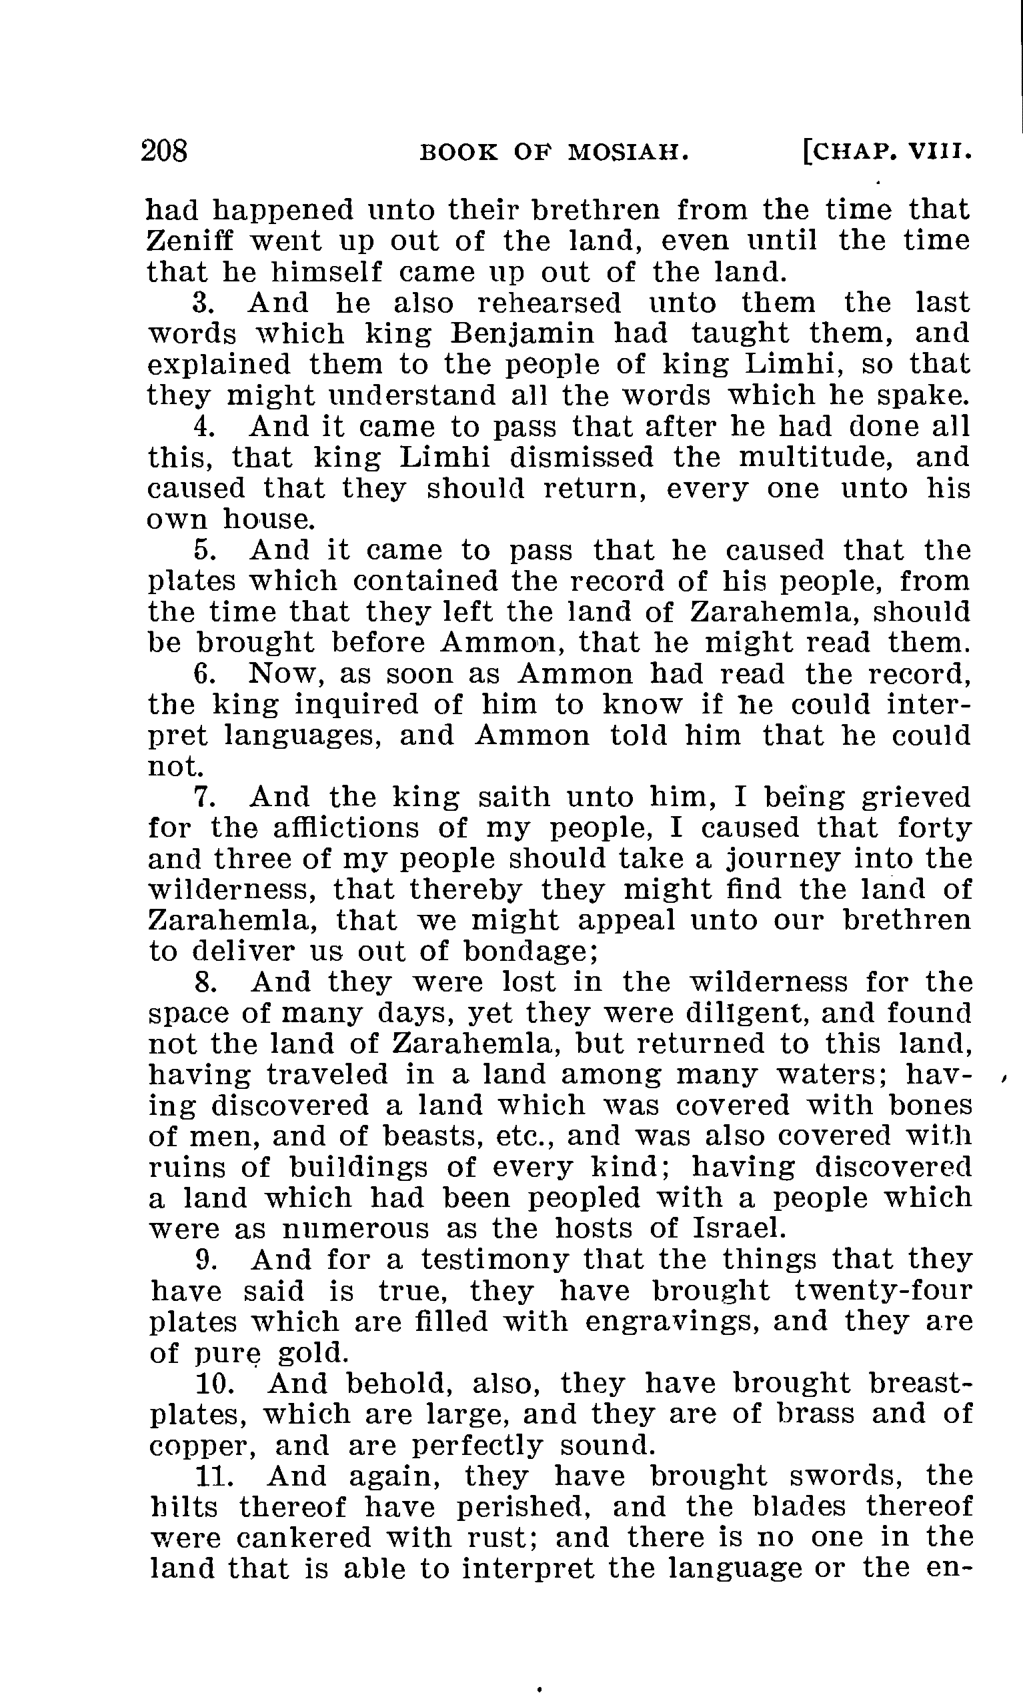 208 BOOK OF MOSIAH. [CHAP. VIII.
had happened unto their brethren from the time that
Zeniff went up out of the land, even until the time
that he himself came up out of the land.
3. And he also rehearsed unto them the last
words which king Benjamin had taught them, and
explained them to the people of king Limhi, so that
they might understand all the words which he spake.
4. And it came to pass that after he had done all
this, that king Limhi dismissed the multitude, and
caused that they should return, every one unto his
own house.
5. And it came to pass that he caused that the
plates which contained the record of his people, from
the time that they left the land of Zarahemla, should
be brought before Ammon, that he might read them.
6. Now, as soon as Ammon had read the record,
the king inquired of him to know if he could inter-
pret languages, and Ammon told him that he could
not.
7. And the king saith unto him, I being grieved
for the afflictions of my people, I caused that forty
and three of my people should take a journey into the
wilderness, that thereby they might find the land of
Zarahemla, that we might appeal unto our brethren
to deliver us out of bondage;
8. And they were lost in the wilderness for the
space of many days, yet they were diligent, and found
not the land of Zarahemla, but returned to this land,
having traveled in a land among many waters; hav-
ing discovered a land which was covered with bones
of men, and of beasts, etc., and was also covered with
ruins of buildings of every kind; having discovered
a land which had been peopled with a people which
were as numerous as the hosts of Israel.
9. And for a testimony that the things that they
have said is true, they have brought twenty-four
plates which are filled with engravings, and they are
of pure gold.
10. And behold, also, they have brought breast-
plates, which are large, and they are of brass and of
copper, and are perfectly sound.
11. And again, they have brought swords, the
hilts thereof have perished, and the blades thereof
were cankered with rust; and there is no one in the
land that is able to interpret the language or the en-